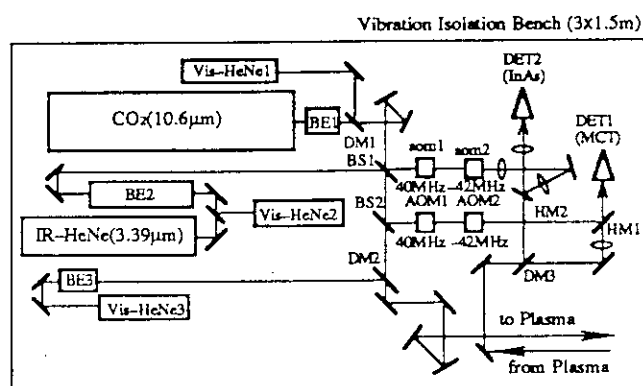 Vibration Isolation Bench (3x1.5m)
Vis-HeNe1
DET2
(InAs)
CO2(10.6μm)
BE1
DM1
DET1
(MCT)
BS1
aom1
aom2
40MHz
-42MHz
BE2
BS2
AOM1
AOM2
HM2
Vis-HeNe2
IR-HeNe(3.39μm)
40MHz
-42MHz
HM1
DM2
DM3
BE3
Vis-HeNe3
to Plasma
from Plasma